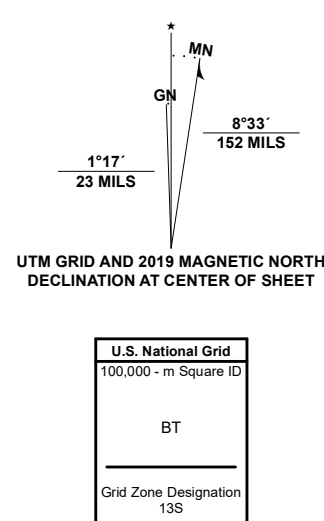 ★
MN
GN
8°33´
152 MILS
1°17´
23 MILS
UTM GRID AND 2019 MAGNETIC NORTH
DECLINATION AT CENTER OF SHEET
U.S. National Grid
100,000 - m Square ID
BT
Grid Zone Designation
13S